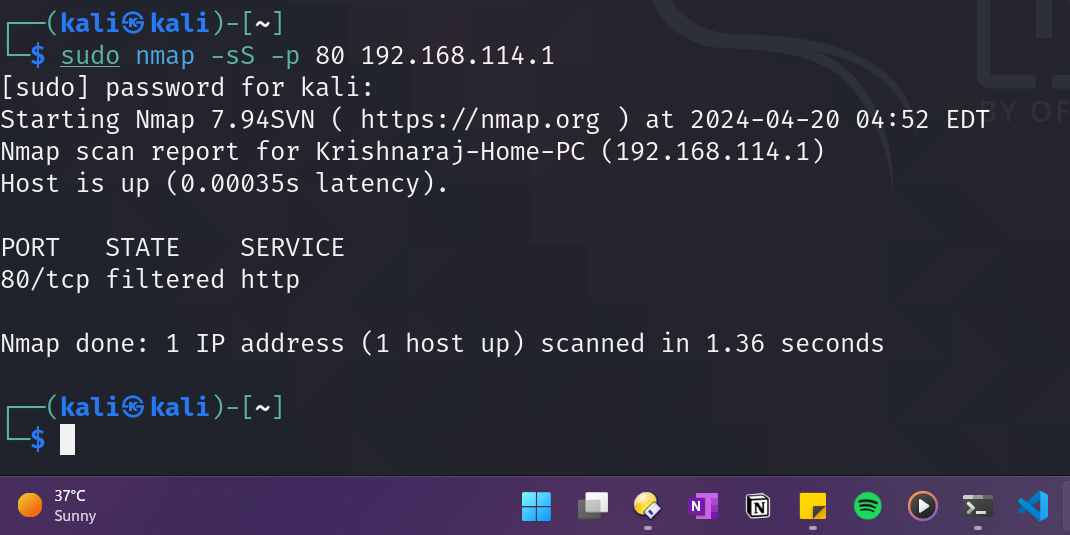 ┌──(kali㉿kali)-[~]
└─$ sudo nmap -sS -p 80 192.168.114.1
[sudo] password for kali:
Starting Nmap 7.94SVN ( https://nmap.org ) at 2024-04-20 04:52 EDT
Nmap scan report for Krishnaraj-Home-PC (192.168.114.1)
Host is up (0.00035s latency).
PORT   STATE    SERVICE
80/tcp filtered http
Nmap done: 1 IP address (1 host up) scanned in 1.36 seconds
┌──(kali㉿kali)-[~]
└─$
BY OF
37°C
Sunny
N
N